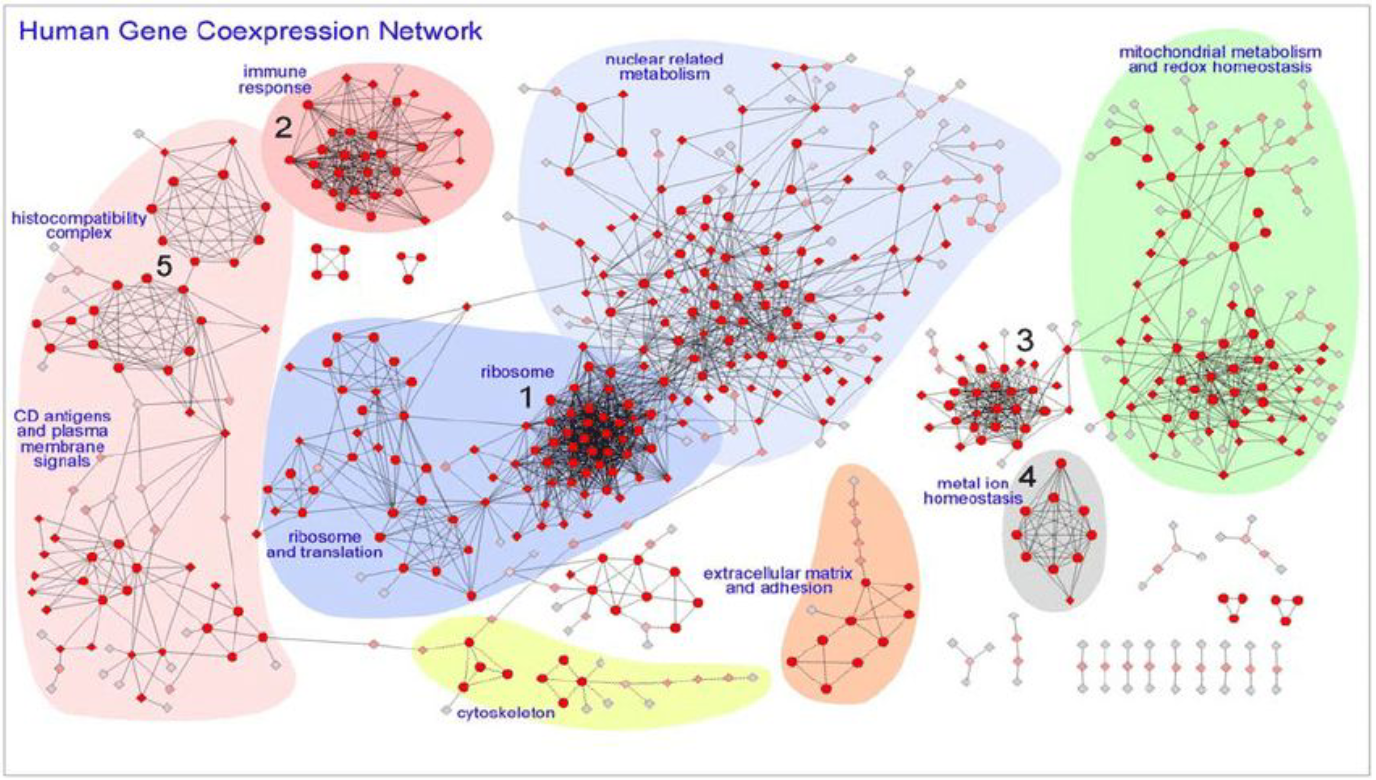 Human Gene Coexpression Network
immune
response
2
nuclear related
metabolism
mitochondrial metabolism
and redox homeostasis
histocompatibility
complex
5
ribosome
1
3
CD antigens
and plasma
membrane
signals
metal ion
homeostasis
4
ribosome
and translation
extracellular matrix
and adhesion
cytoskeleton